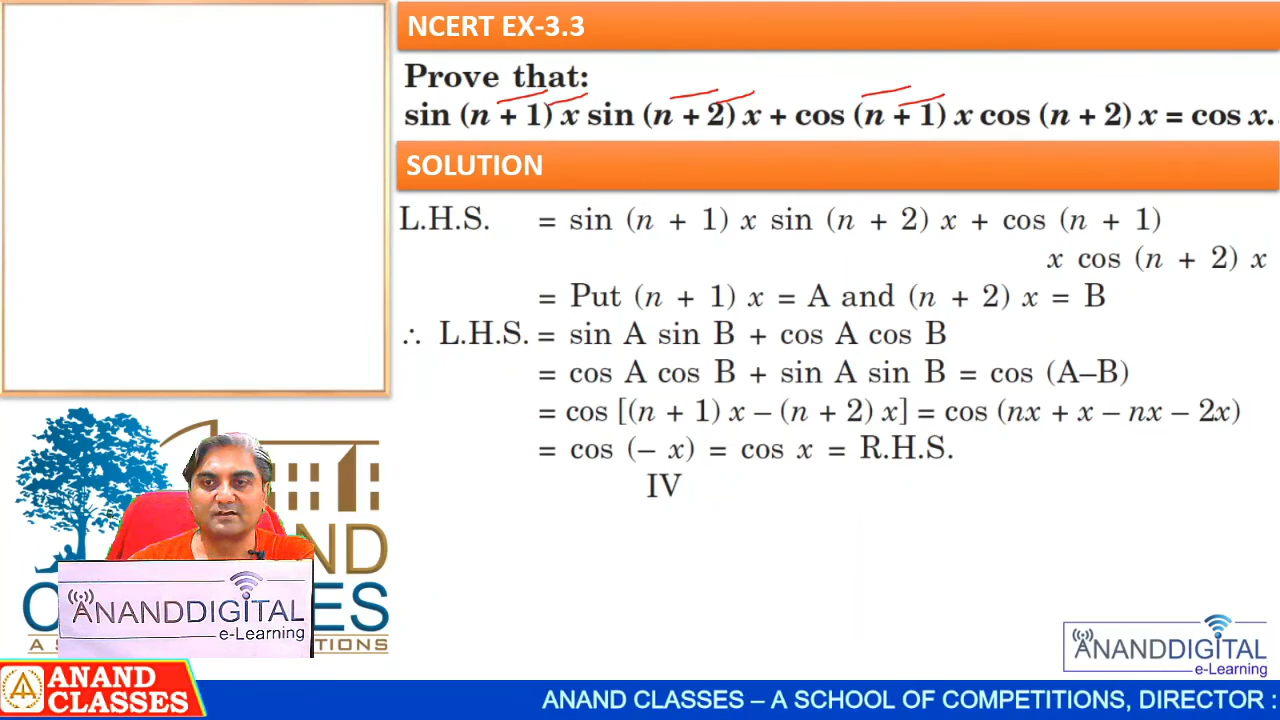 NCERT EX-3.3
Prove that:
sin (n + 1) x sin (n + 2) x + cos (n + 1) x cos (n + 2) x = cos x.
SOLUTION
L.H.S. = sin (n + 1) x sin (n + 2) x + cos (n + 1)
x cos (n + 2) x
= Put (n + 1) x = A and (n + 2) x = B
∴ L.H.S. = sin A sin B + cos A cos B
= cos A cos B + sin A sin B = cos (A–B)
= cos [(n + 1) x – (n + 2) x] = cos (nx + x – nx – 2x)
= cos (– x) = cos x = R.H.S.
IV
ANANDDIGITAL
e-Learning
ANANDDIGITAL
e-Learning
ANAND
CLASSES
ANAND CLASSES – A SCHOOL OF COMPETITIONS, DIRECTOR :